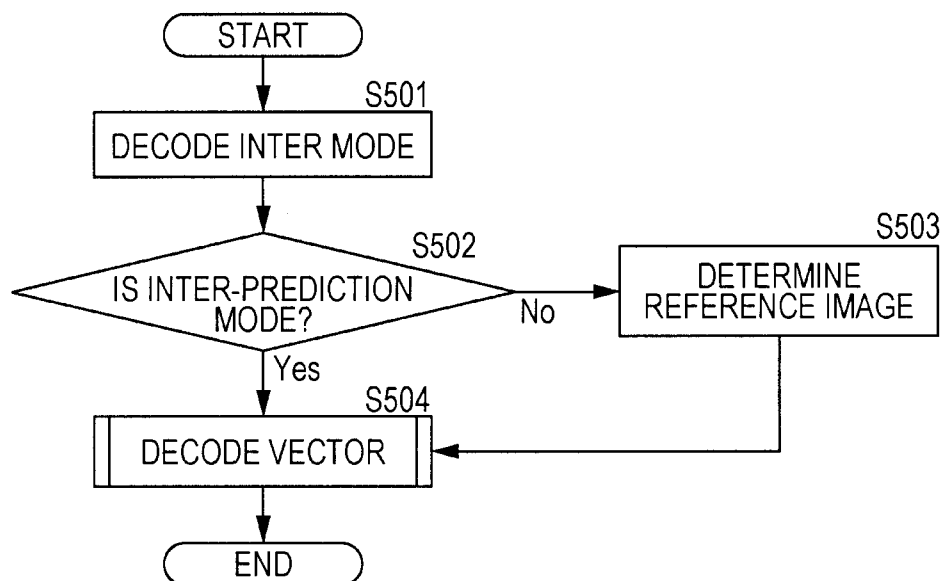 START
S501
DECODE INTER MODE
S502
IS INTER-PREDICTION
MODE?
No
S503
DETERMINE
REFERENCE IMAGE
Yes
S504
DECODE VECTOR
END